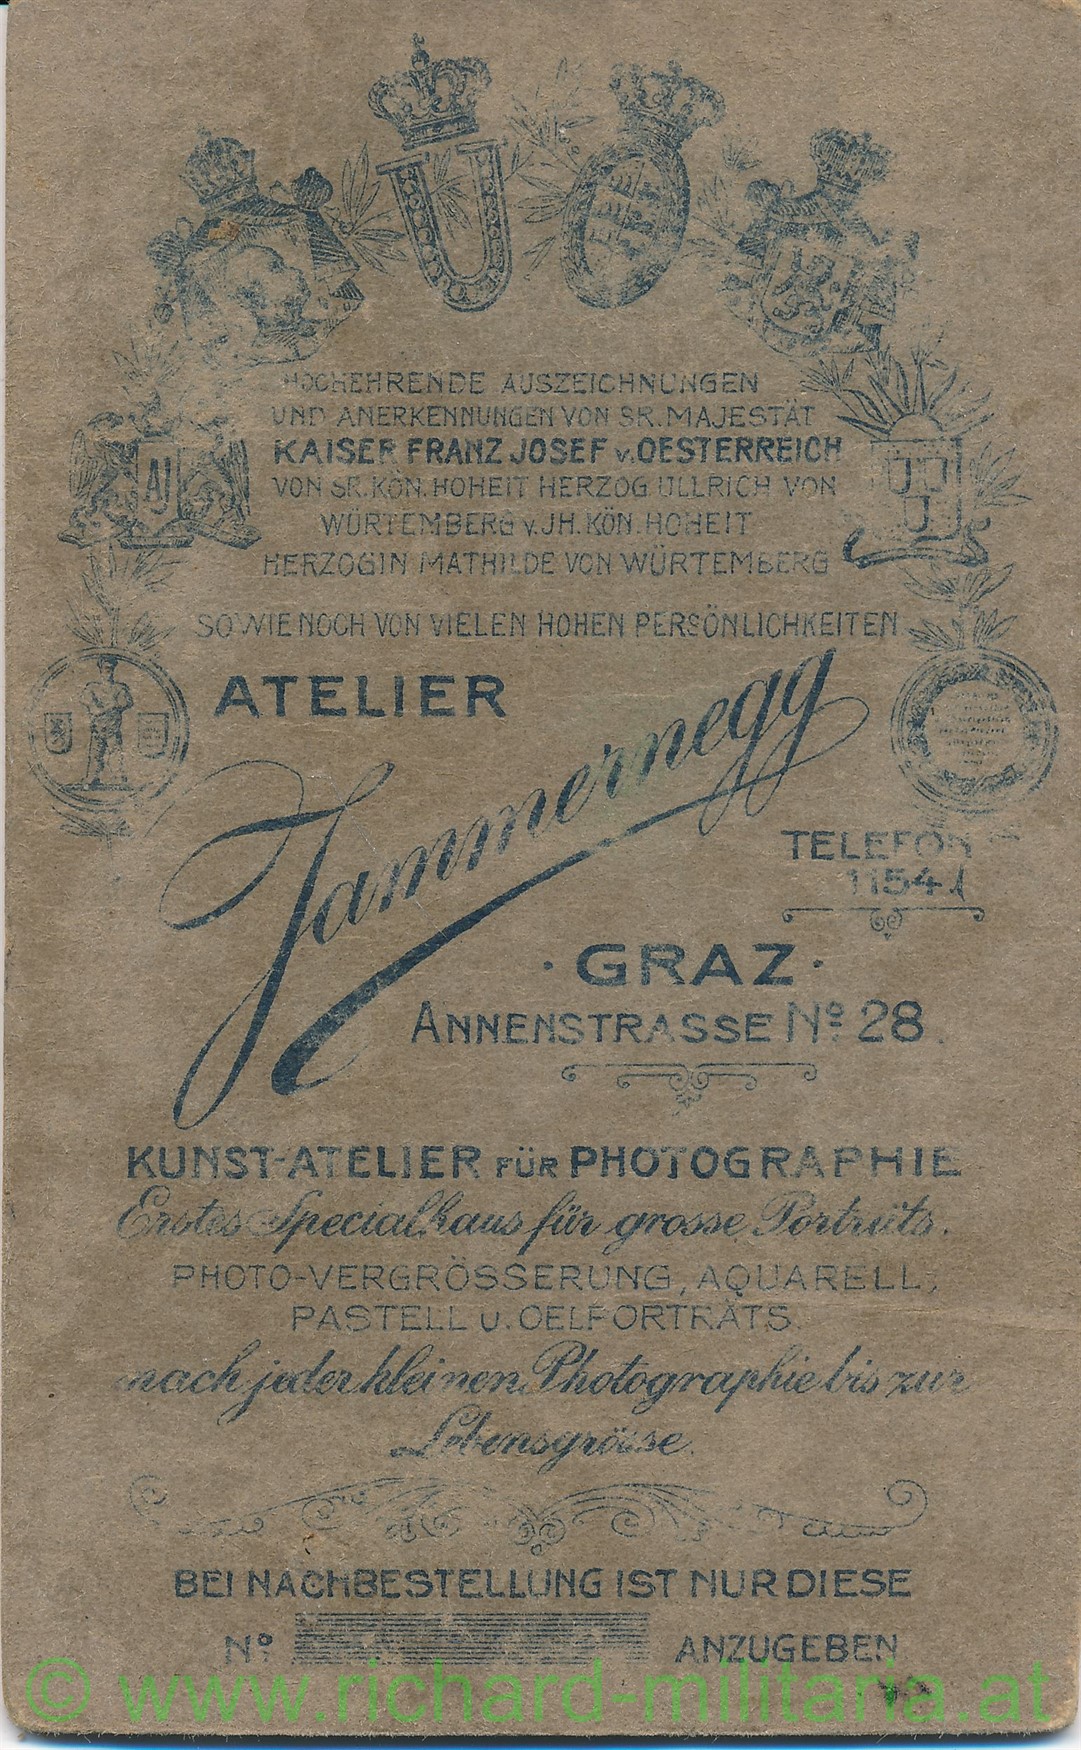 U
AJ
J J
J
HOCHEHRENDE AUSZEICHNUNGEN
UND ANERKENNUNGEN VON SR. MAJESTÄT
KAISER FRANZ JOSEF v. OESTERREICH
VON SR. KÖN. HOHEIT HERZOG ULLRICH VON
WÜRTEMBERG v. JH. KÖN. HOHEIT
HERZOGIN MATHILDE VON WÜRTEMBERG
SOWIE NOCH VON VIELEN HOHEN PERSÖNLICHKEITEN
ATELIER
Jammernegg
TELEFON
1154
· GRAZ ·
ANNENSTRASSE No. 28.
KUNST-ATELIER FÜR PHOTOGRAPHIE
Erstes Specialhaus für grosse Porträts.
PHOTO-VERGRÖSSERUNG, AQUARELL,
PASTELL u. OELPORTRÄTS
nach jeder kleinen Photographie bis zur
Lebensgrösse.
BEI NACHBESTELLUNG IST NUR DIESE
No. ANZUGEBEN
© www.richard-militaria.at